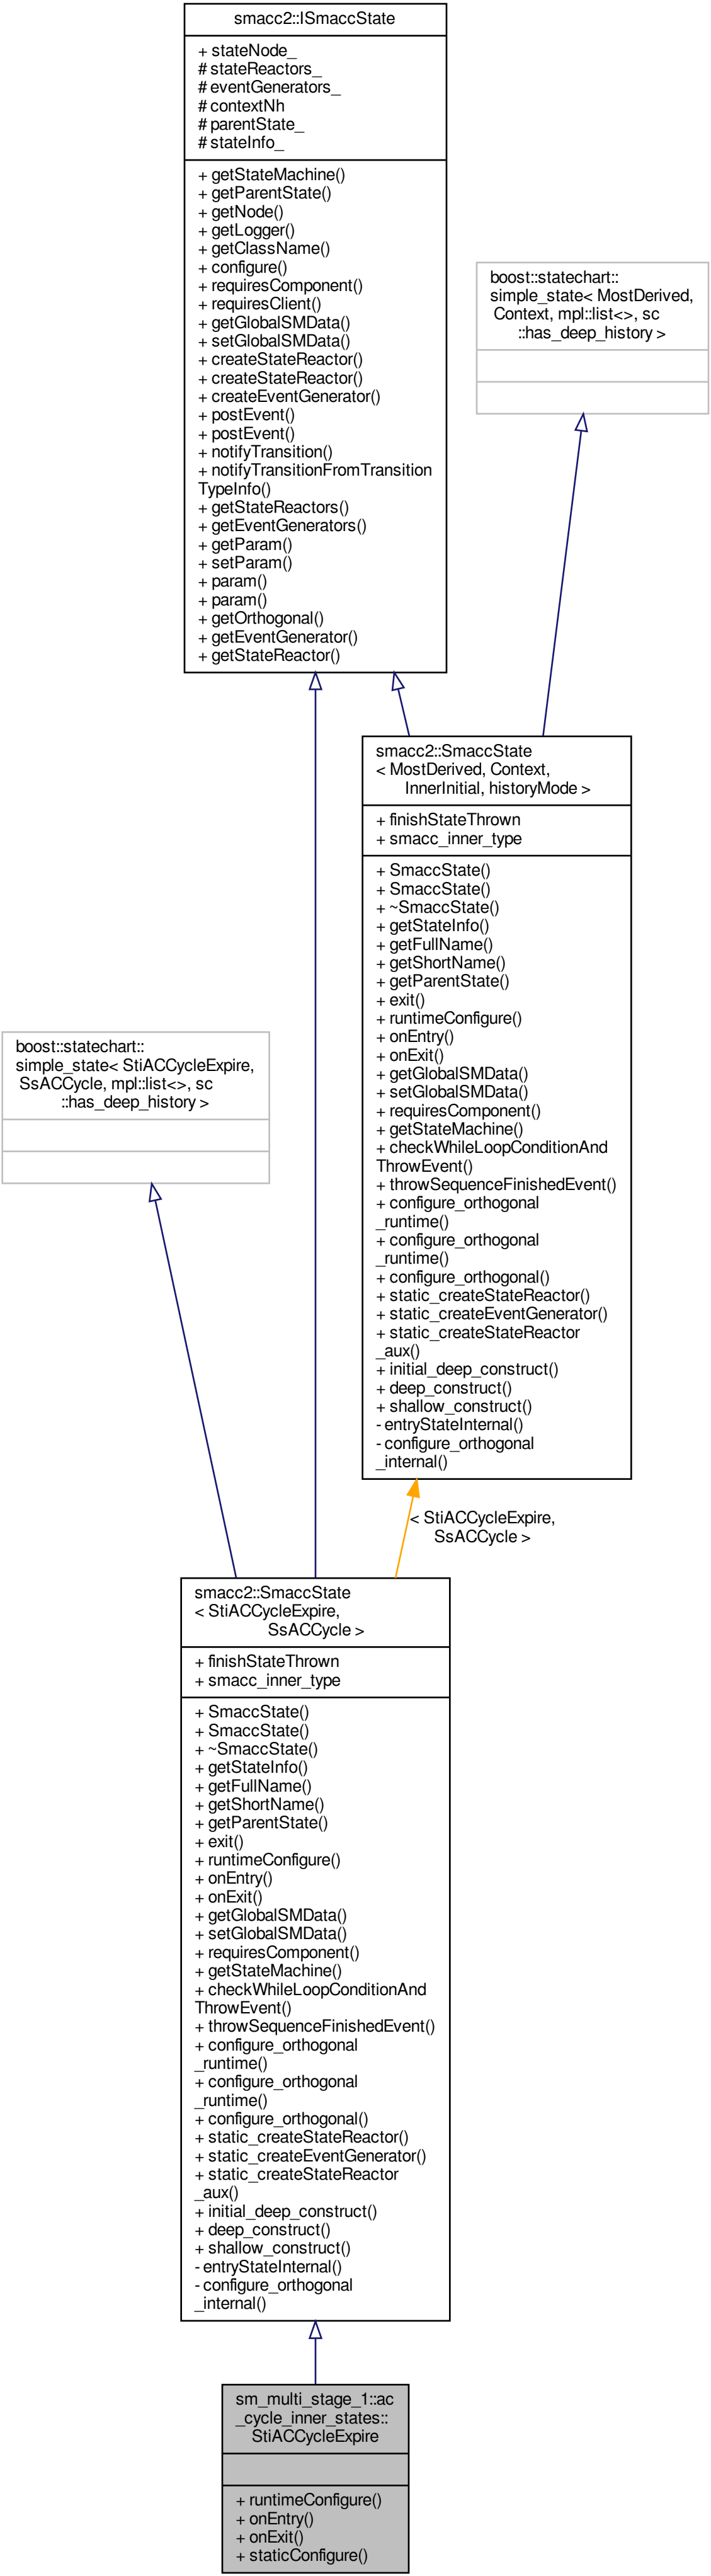 smacc2::ISmaccState
+ stateNode_
# stateReactors_
# eventGenerators_
# contextNh
# parentState_
# stateInfo_
+ getStateMachine()
+ getParentState()
+ getNode()
+ getLogger()
+ getClassName()
+ configure()
+ requiresComponent()
+ requiresClient()
+ getGlobalSMData()
+ setGlobalSMData()
+ createStateReactor()
+ createStateReactor()
+ createEventGenerator()
+ postEvent()
+ postEvent()
+ notifyTransition()
+ notifyTransitionFromTransition
TypeInfo()
+ getStateReactors()
+ getEventGenerators()
+ getParam()
+ setParam()
+ param()
+ param()
+ getOrthogonal()
+ getEventGenerator()
+ getStateReactor()
boost::statechart::
simple_state< MostDerived,
Context, mpl::list<>, sc
::has_deep_history >
smacc2::SmaccState
< MostDerived, Context,
InnerInitial, historyMode >
+ finishStateThrown
+ smacc_inner_type
+ SmaccState()
+ SmaccState()
+ ~SmaccState()
+ getStateInfo()
+ getFullName()
+ getShortName()
+ getParentState()
+ exit()
+ runtimeConfigure()
+ onEntry()
+ onExit()
+ getGlobalSMData()
+ setGlobalSMData()
+ requiresComponent()
+ getStateMachine()
+ checkWhileLoopConditionAnd
ThrowEvent()
+ throwSequenceFinishedEvent()
+ configure_orthogonal
_runtime()
+ configure_orthogonal
_runtime()
+ configure_orthogonal()
+ static_createStateReactor()
+ static_createEventGenerator()
+ static_createStateReactor
_aux()
+ initial_deep_construct()
+ deep_construct()
+ shallow_construct()
- entryStateInternal()
- configure_orthogonal
_internal()
boost::statechart::
simple_state< StiACCycleExpire,
SsACCycle, mpl::list<>, sc
::has_deep_history >
< StiACCycleExpire,
SsACCycle >
smacc2::SmaccState
< StiACCycleExpire,
SsACCycle >
+ finishStateThrown
+ smacc_inner_type
+ SmaccState()
+ SmaccState()
+ ~SmaccState()
+ getStateInfo()
+ getFullName()
+ getShortName()
+ getParentState()
+ exit()
+ runtimeConfigure()
+ onEntry()
+ onExit()
+ getGlobalSMData()
+ setGlobalSMData()
+ requiresComponent()
+ getStateMachine()
+ checkWhileLoopConditionAnd
ThrowEvent()
+ throwSequenceFinishedEvent()
+ configure_orthogonal
_runtime()
+ configure_orthogonal
_runtime()
+ configure_orthogonal()
+ static_createStateReactor()
+ static_createEventGenerator()
+ static_createStateReactor
_aux()
+ initial_deep_construct()
+ deep_construct()
+ shallow_construct()
- entryStateInternal()
- configure_orthogonal
_internal()
sm_multi_stage_1::ac
_cycle_inner_states::
StiACCycleExpire
+ runtimeConfigure()
+ onEntry()
+ onExit()
+ staticConfigure()